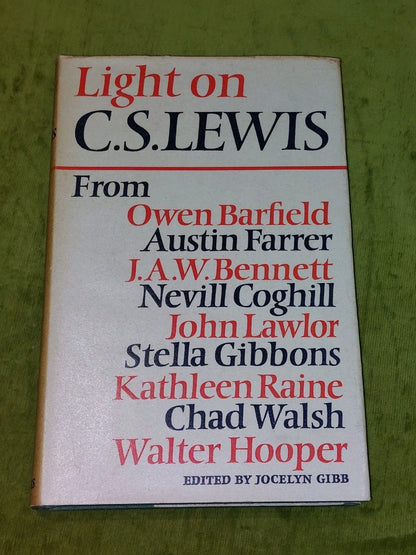 Light on
C.S.LEWIS
From
Owen Barfield
Austin Farrer
J.A.W.Bennett
Nevill Coghill
John Lawlor
Stella Gibbons
Kathleen Raine
Chad Walsh
Walter Hooper
EDITED BY JOCELYN GIBB